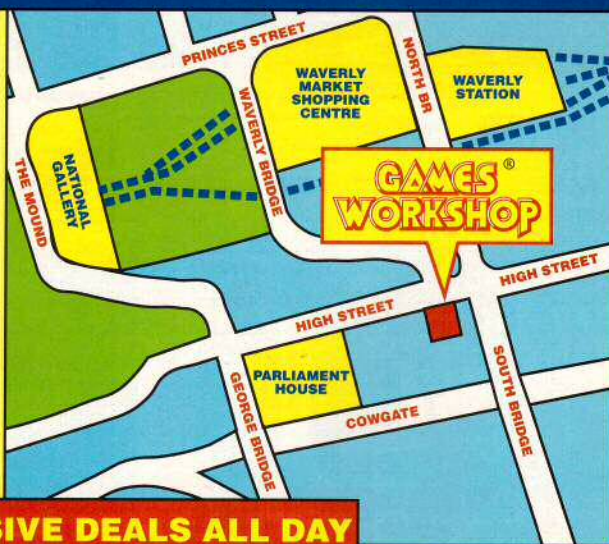 PRINCES STREET
NORTH BR
WAVERLY
MARKET
SHOPPING
CENTRE
WAVERLY
STATION
WAVERLY BRIDGE
THE MOUND
NATIONAL
GALLERY
GAMES®
WORKSHOP
HIGH STREET
HIGH STREET
PARLIAMENT
HOUSE
GEORGE BRIDGE
COWGATE
SOUTH BRIDGE
SIVE DEALS ALL DAY